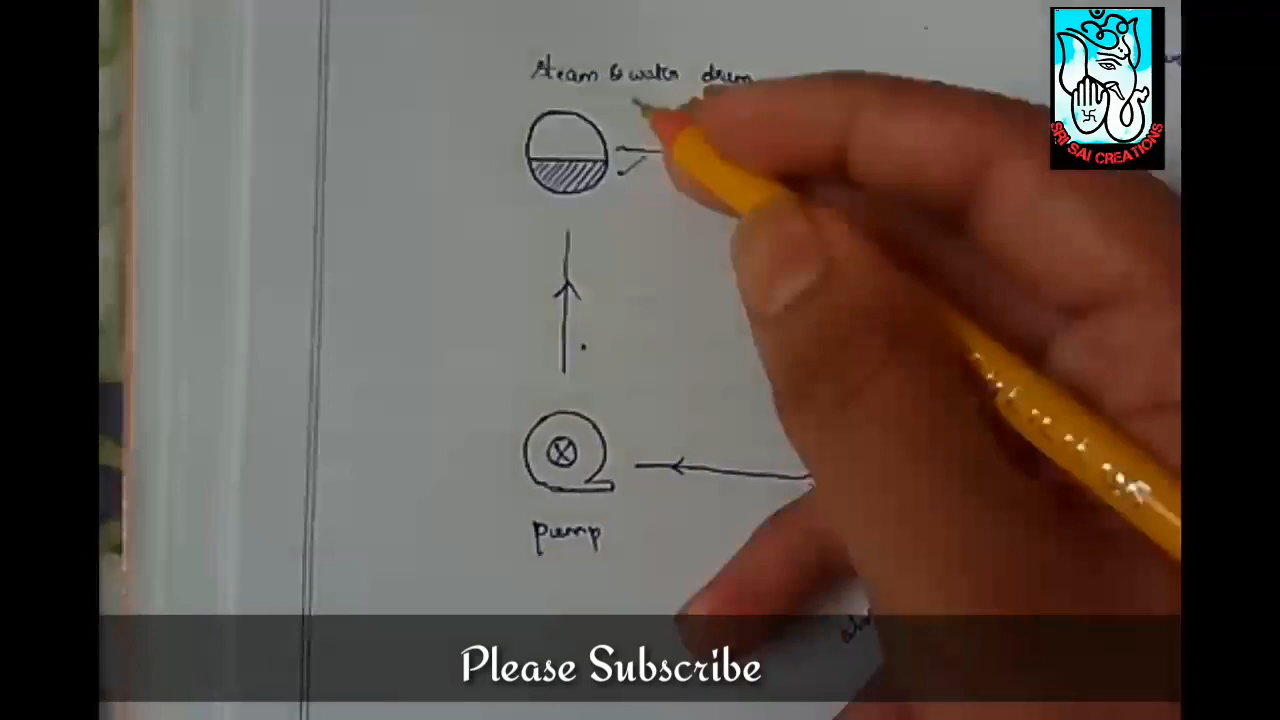 steam & water drum
SRI SAI CREATIONS
pump
Please Subscribe